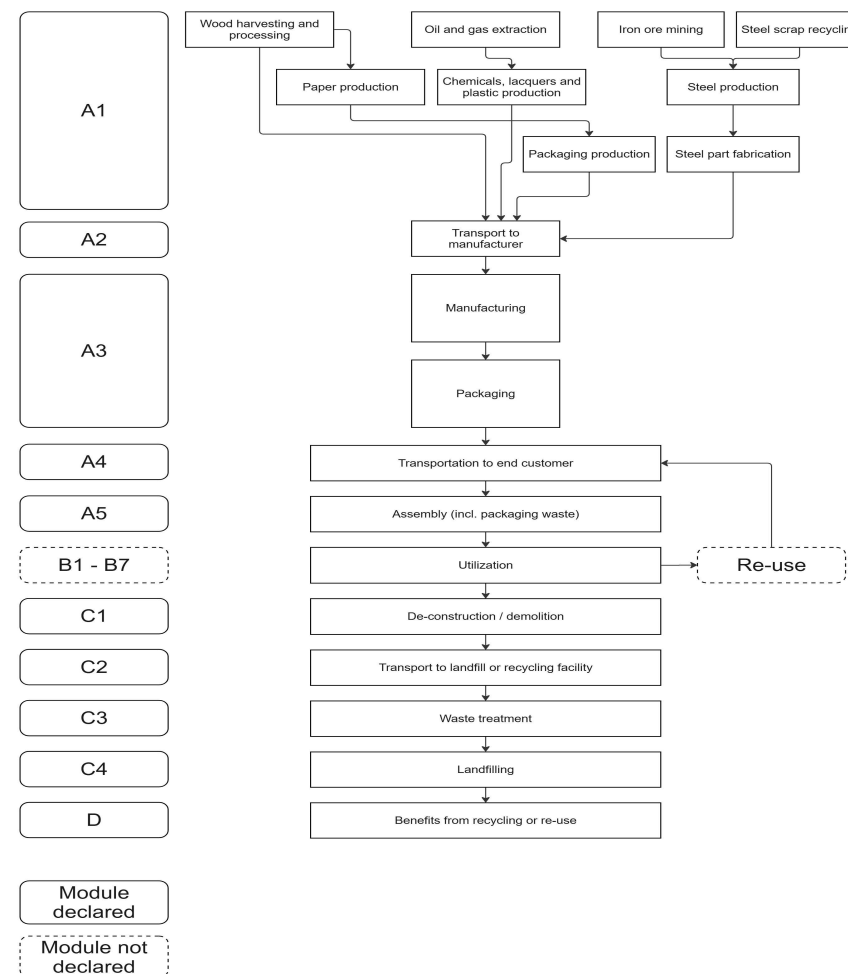 Wood harvesting and
processing
Oil and gas extraction
Iron ore mining
Steel scrap recyclin
Paper production
Chemicals, lacquers and
plastic production
Steel production
A1
Packaging production
Steel part fabrication
A2
Transport to
manufacturer
Manufacturing
A3
Packaging
A4
Transportation to end customer
A5
Assembly (incl. packaging waste)
B1 - B7
Utilization
Re-use
C1
De-construction / demolition
C2
Transport to landfill or recycling facility
C3
Waste treatment
C4
Landfilling
D
Benefits from recycling or re-use
Module
declared
Module not
declared